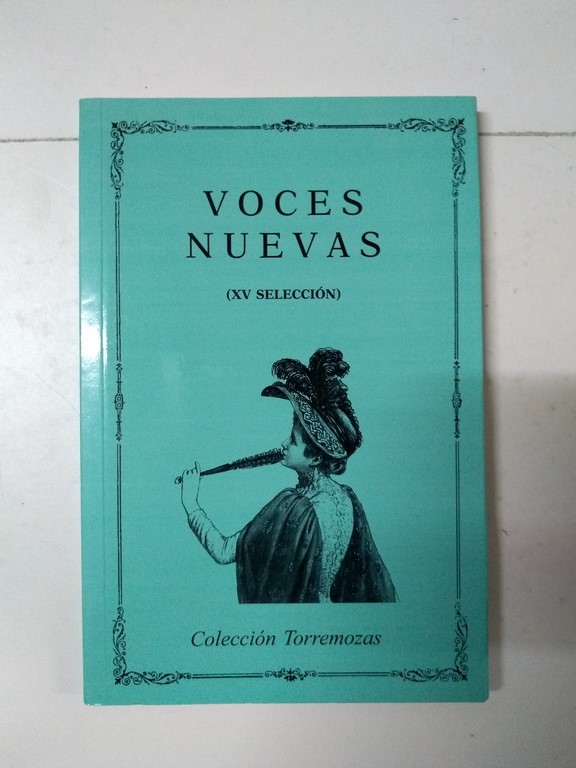 VOCES
NUEVAS
(XV SELECCIÓN)
Colección Torremozas